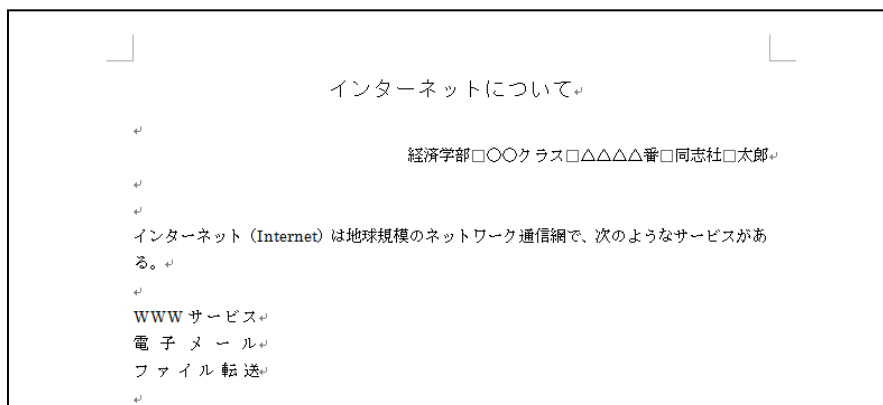 インターネットについて
経済学部□○○クラス□△△△△番□同志社□太郎
インターネット（Internet）は地球規模のネットワーク通信網で、次のようなサービスがあ
る。
WWW サービス
電子メール
ファイル転送